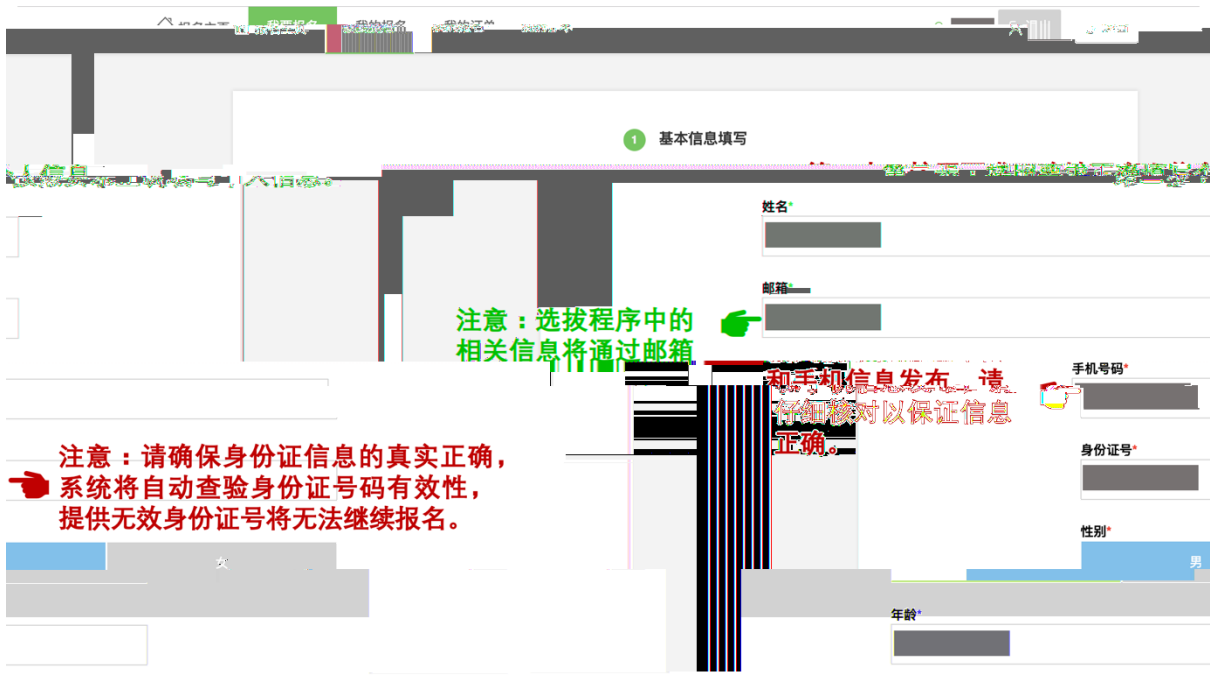 1 基本信息填写
姓名*
邮箱*
注意：选拔程序中的
相关信息将通过邮箱
和手机信息发布，请
仔细核对以保证信息
正确。
手机号码*
注意：请确保身份证信息的真实正确，
系统将自动查验身份证号码有效性，
提供无效身份证号将无法继续报名。
身份证号*
性别*
男
女
年龄*